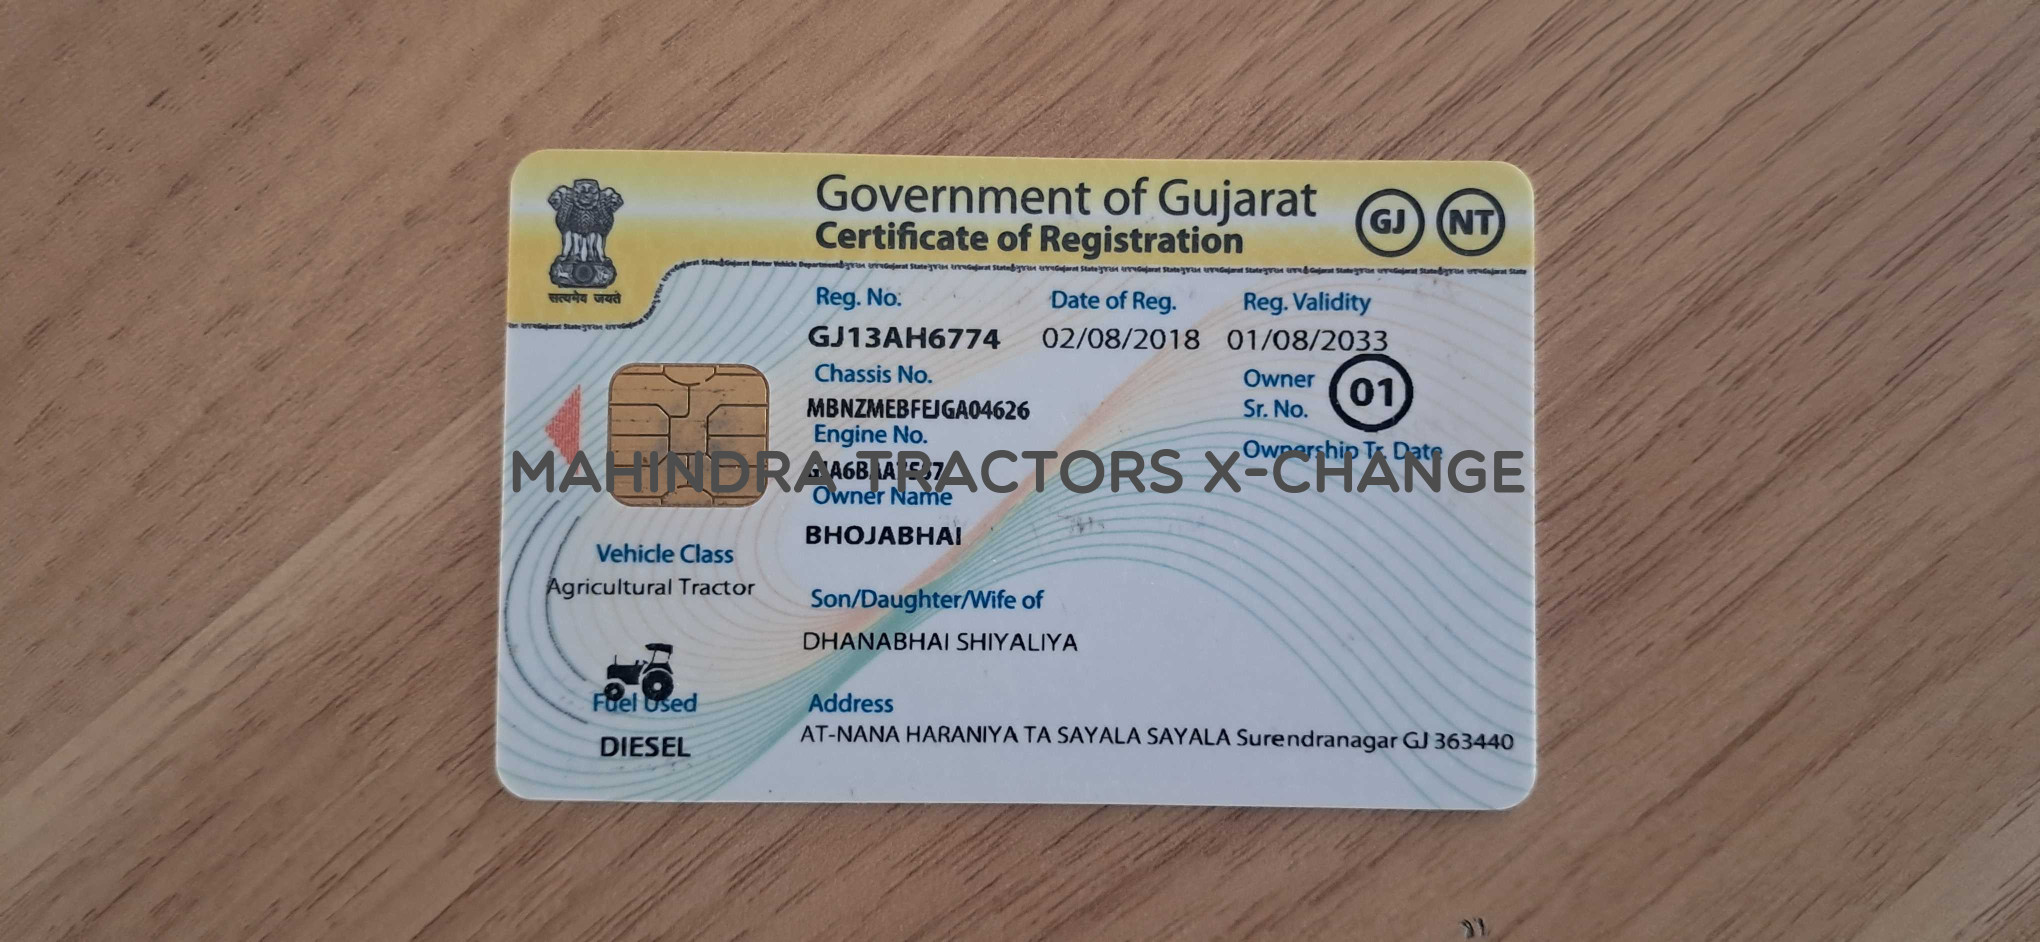 Government of Gujarat
Certificate of Registration
GJ NT
सत्यमेव जयते
Reg. No. Date of Reg. Reg. Validity
GJ13AH6774 02/08/2018 01/08/2033
Chassis No.
MBNZMEBFEJGA04626
Owner
Sr. No.
01
Engine No.
Ownership Tr. Date
MAHINDRA TRACTORS X-CHANGE
Owner Name
BHOJABHAI
Vehicle Class
Agricultural Tractor
Son/Daughter/Wife of
DHANABHAI SHIYALIYA
Fuel Used
DIESEL
Address
AT-NANA HARANIYA TA SAYALA SAYALA Surendranagar GJ 363440